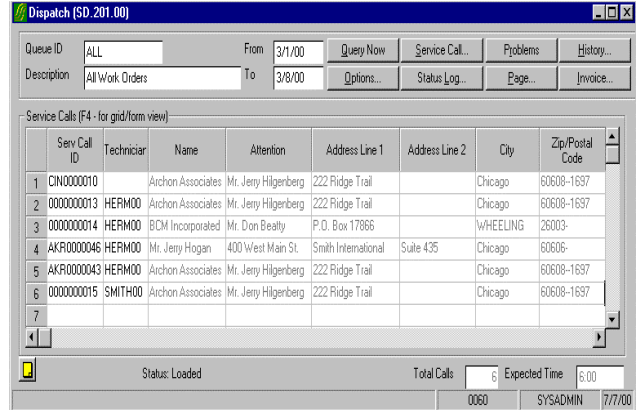 Dispatch (SD.201.00)
Queue ID ALL From 3/1/00 Query Now Service Call... Problems History...
Description All Work Orders To 3/8/00 Options... Status Log... Page... Invoice...
Service Calls (F4 - for grid/form view)
Serv Call ID Technician Name Attention Address Line 1 Address Line 2 City Zip/Postal Code
1 CIN0000010 Archon Associates Mr. Jerry Hilgenberg 222 Ridge Trail Chicago 60608-1697
2 0000000013 HERM00 Archon Associates Mr. Jerry Hilgenberg 222 Ridge Trail Chicago 60608-1697
3 0000000014 HERM00 BCM Incorporated Mr. Don Beatty P.O. Box 17866 WHEELING 26003-
4 AKR0000046 HERM00 Mr. Jerry Hogan 400 West Main St. Smith International Suite 435 Chicago 60606-
5 AKR0000043 HERM00 Archon Associates Mr. Jerry Hilgenberg 222 Ridge Trail Chicago 60608-1697
6 0000000015 SMITH00 Archon Associates Mr. Jerry Hilgenberg 222 Ridge Trail Chicago 60608-1697
7
Status: Loaded Total Calls 6 Expected Time 6:00
0060 SYSADMIN 7/7/00